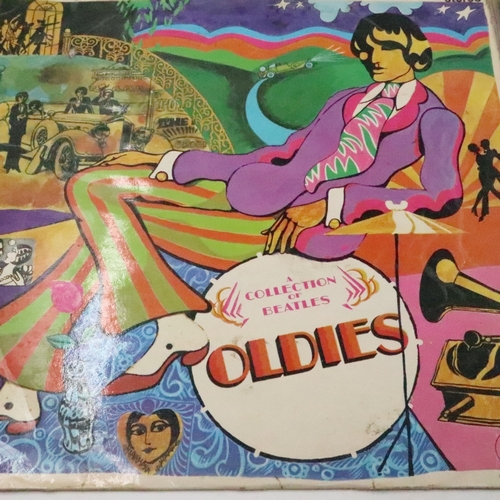 A
COLLECTION
OF
BEATLES
OLDIES